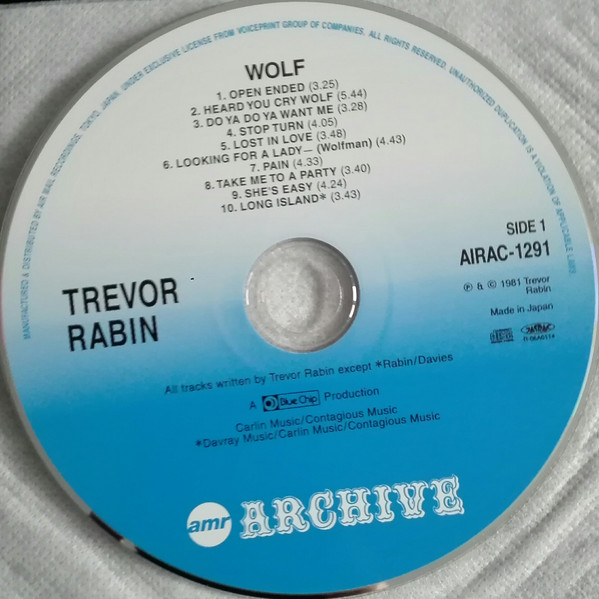 MANUFACTURED & DISTRIBUTED BY AIR MAIL RECORDINGS, TOKYO, JAPAN, UNDER EXCLUSIVE LICENSE FROM VOICEPRINT GROUP OF COMPANIES. ALL RIGHTS RESERVED. UNAUTHORIZED DUPLICATION IS A VIOLATION OF APPLICABLE LAWS
WOLF
1. OPEN ENDED (3.25)
2. HEARD YOU CRY WOLF (5.44)
3. DO YA DO YA WANT ME (3.28)
4. STOP TURN (4.05)
5. LOST IN LOVE (3.48)
6. LOOKING FOR A LADY— (Wolfman) (4.43)
7. PAIN (4.33)
8. TAKE ME TO A PARTY (3.40)
9. SHE'S EASY (4.24)
10. LONG ISLAND* (3.43)
SIDE 1
AIRAC-1291
TREVOR
RABIN
℗ & © 1981 Trevor
Rabin
Made in Japan
All tracks written by Trevor Rabin except *Rabin/Davies
A Blue Chip Production
Carlin Music/Contagious Music
*Davray Music/Carlin Music/Contagious Music
amr ARCHIVE